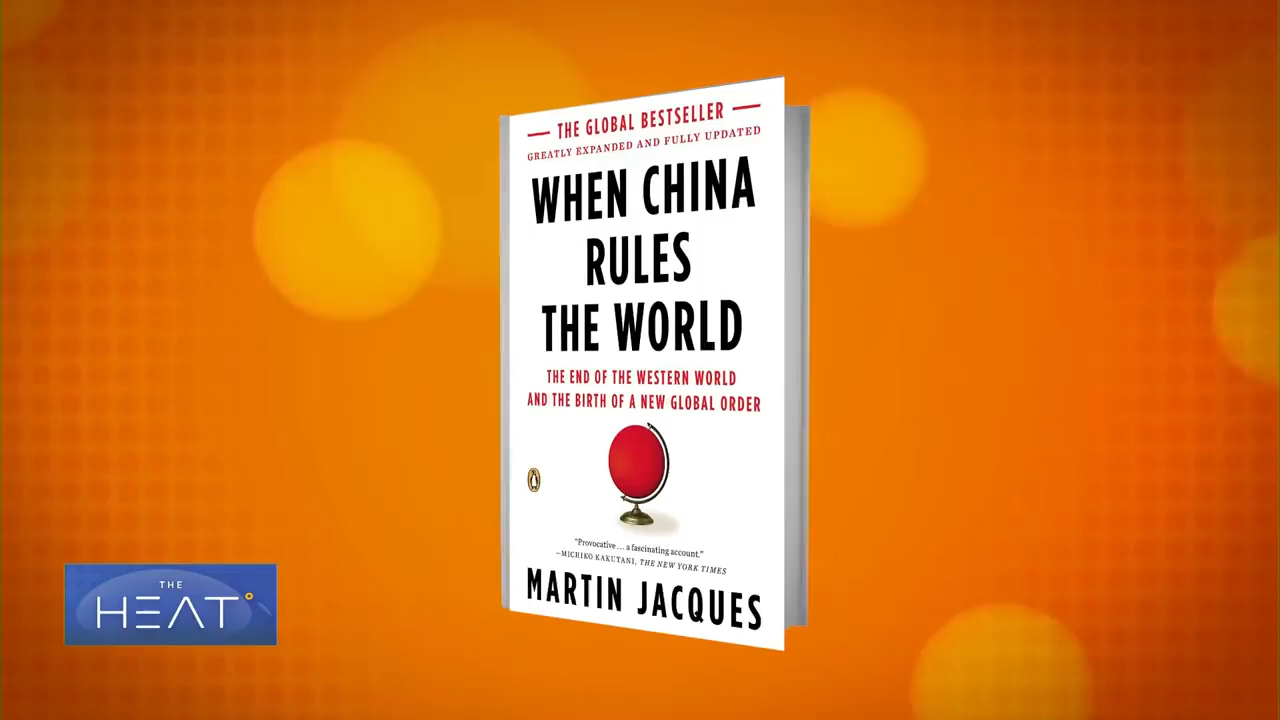 THE GLOBAL BESTSELLER
GREATLY EXPANDED AND FULLY UPDATED
WHEN CHINA
RULES
THE WORLD
THE END OF THE WESTERN WORLD
AND THE BIRTH OF A NEW GLOBAL ORDER
"Provocative ... a fascinating account."
–MICHIKO KAKUTANI, THE NEW YORK TIMES
MARTIN JACQUES
THE
HEAT